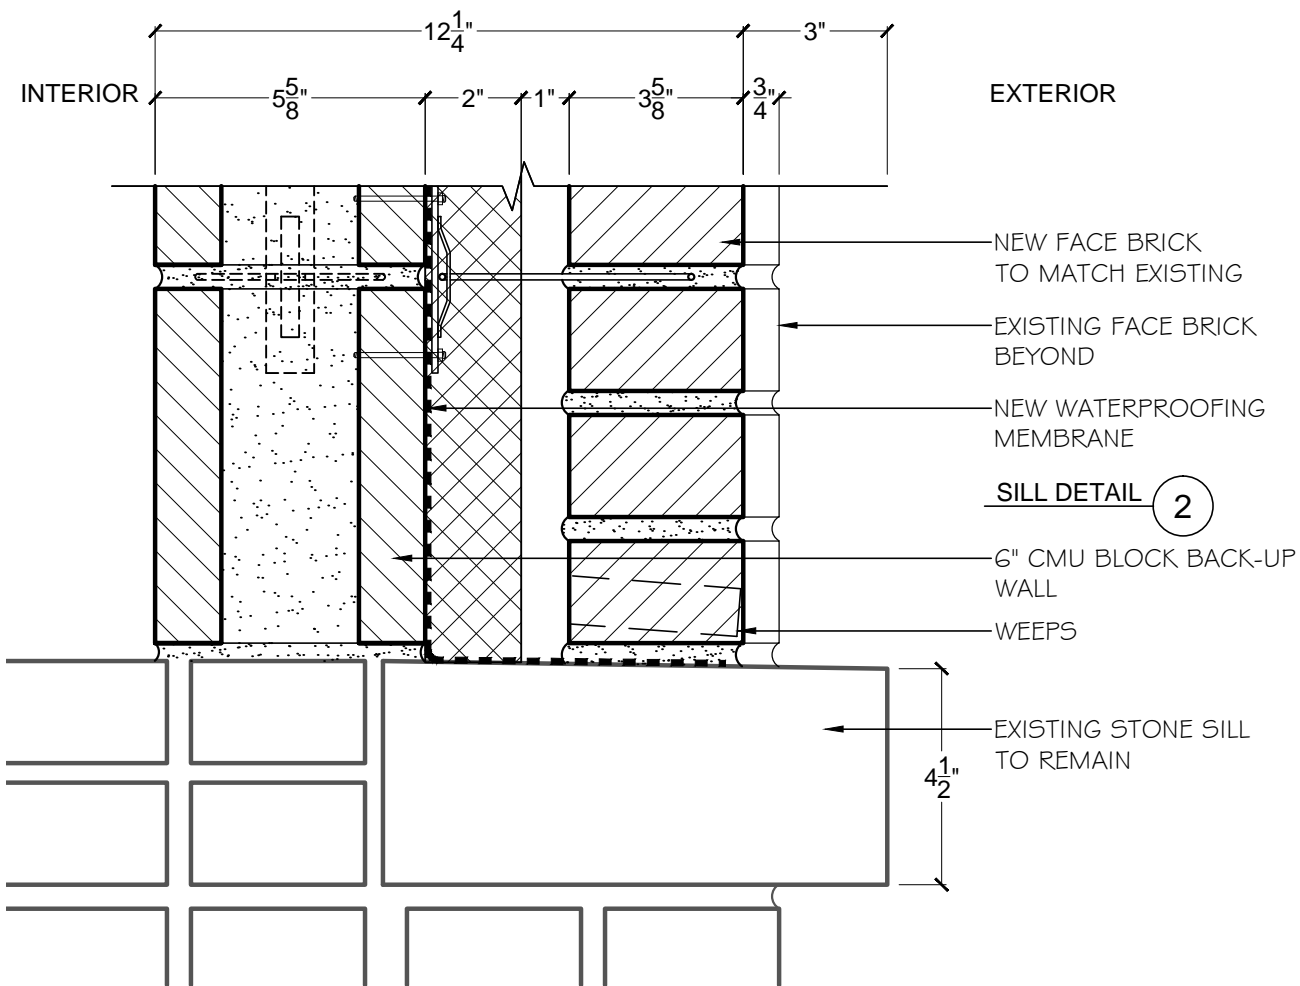 12 1/4"
3"
INTERIOR
5 5/8"
2"
1"
3 5/8"
3/4"
EXTERIOR
NEW FACE BRICK
TO MATCH EXISTING
EXISTING FACE BRICK
BEYOND
NEW WATERPROOFING
MEMBRANE
SILL DETAIL 2
6" CMU BLOCK BACK-UP
WALL
WEEPS
EXISTING STONE SILL
TO REMAIN
4 1/2"